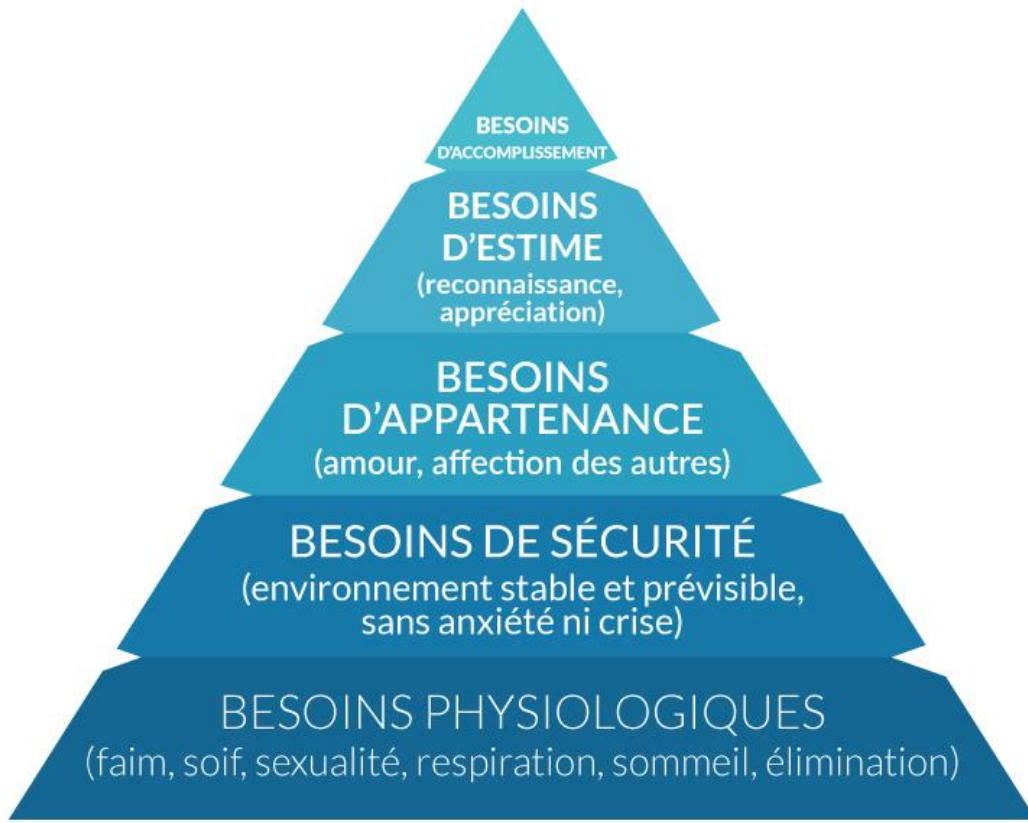 BESOINS
D’ACCOMPLISSEMENT
BESOINS
D’ESTIME
(reconnaissance,
appréciation)
BESOINS
D’APPARTENANCE
(amour, affection des autres)
BESOINS DE SÉCURITÉ
(environnement stable et prévisible,
sans anxiété ni crise)
BESOINS PHYSIOLOGIQUES
(faim, soif, sexualité, respiration, sommeil, élimination)